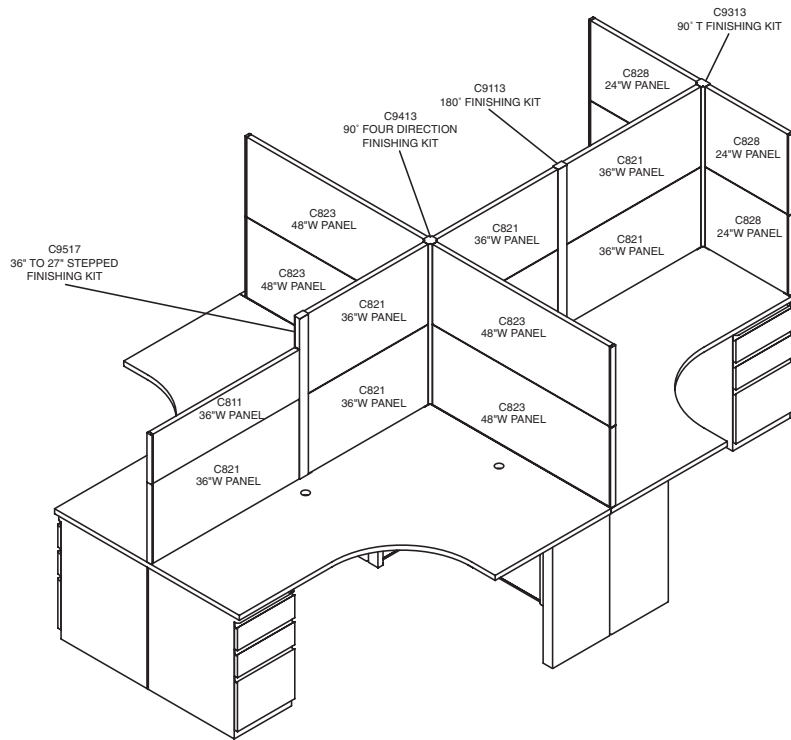 C9313
90° T FINISHING KIT
C828
24"W PANEL
C9113
180° FINISHING KIT
C9413
90° FOUR DIRECTION
FINISHING KIT
C821
36"W PANEL
C828
24"W PANEL
C823
48"W PANEL
C821
36"W PANEL
C828
24"W PANEL
C821
36"W PANEL
C9517
36" TO 27" STEPPED
FINISHING KIT
C823
48"W PANEL
C821
36"W PANEL
C823
48"W PANEL
C811
36"W PANEL
C821
36"W PANEL
C823
48"W PANEL
C821
36"W PANEL